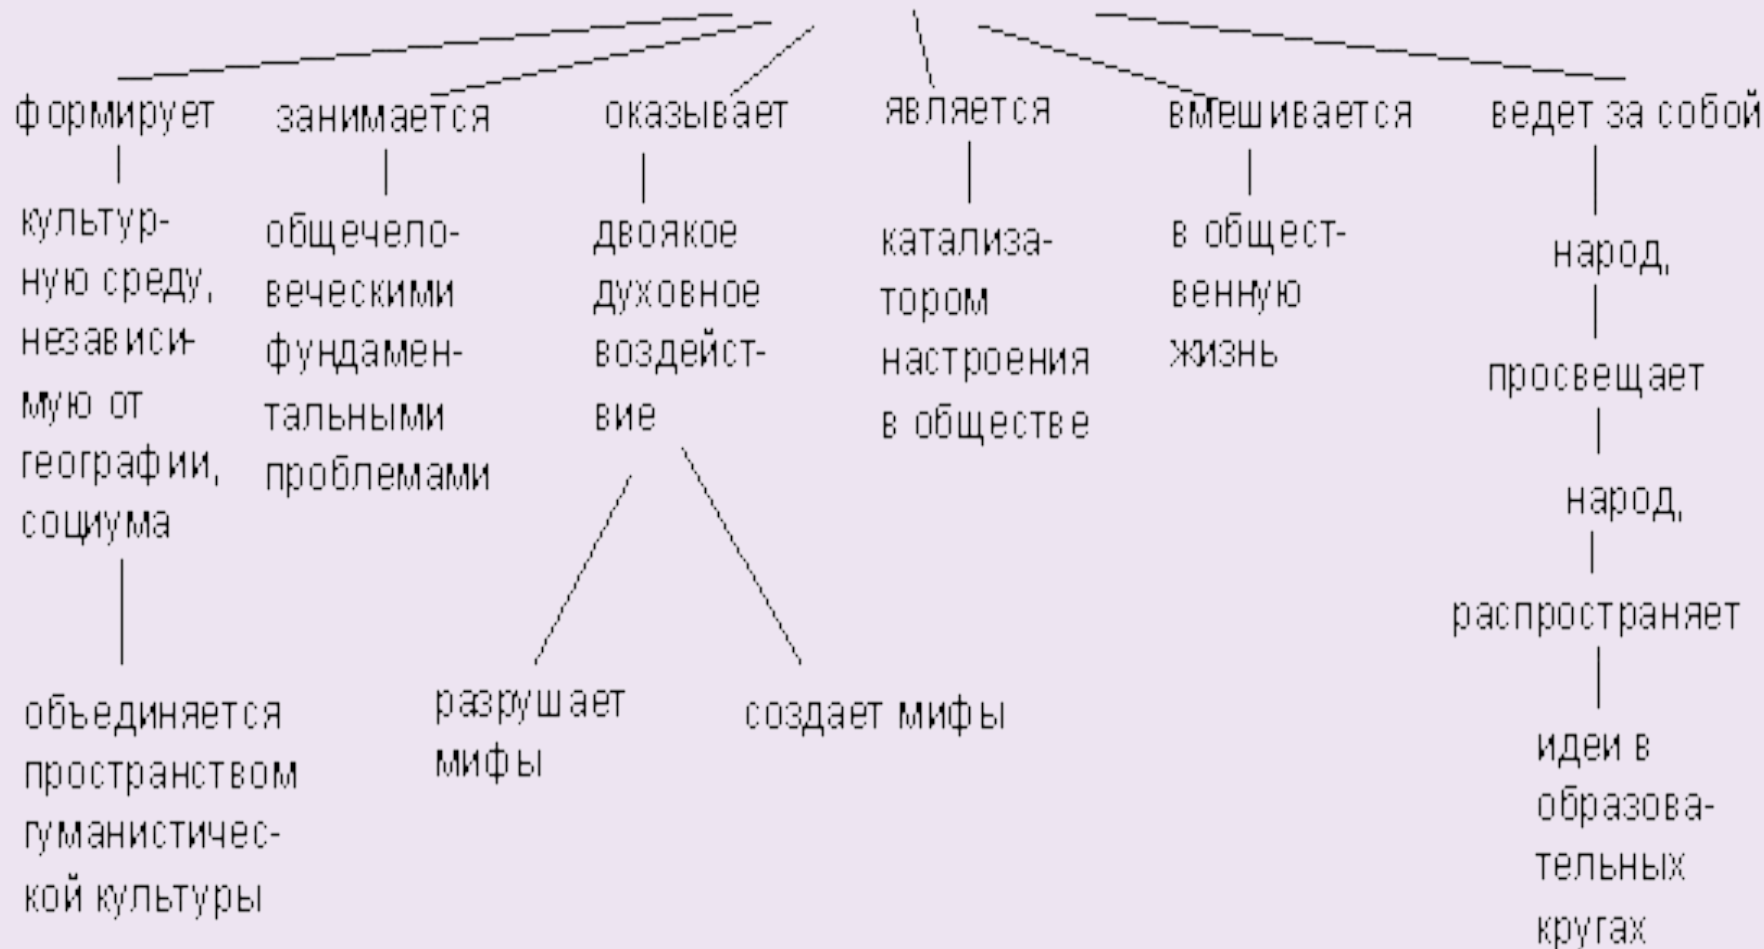 формирует
культур-
ную среду,
независи-
мую от
географии,
социума
объединяется
пространством
гуманистичес-
кой культуры
занимается
общечело-
веческими
фундамен-
тальными
проблемами
оказывает
двоякое
духовное
воздейст-
вие
разрушает
мифы
создает мифы
является
катализа-
тором
настроения
в обществе
вмешивается
в общест-
венную
жизнь
ведет за собой
народ,
просвещает
народ,
распространяет
идеи в
образова-
тельных
кругах